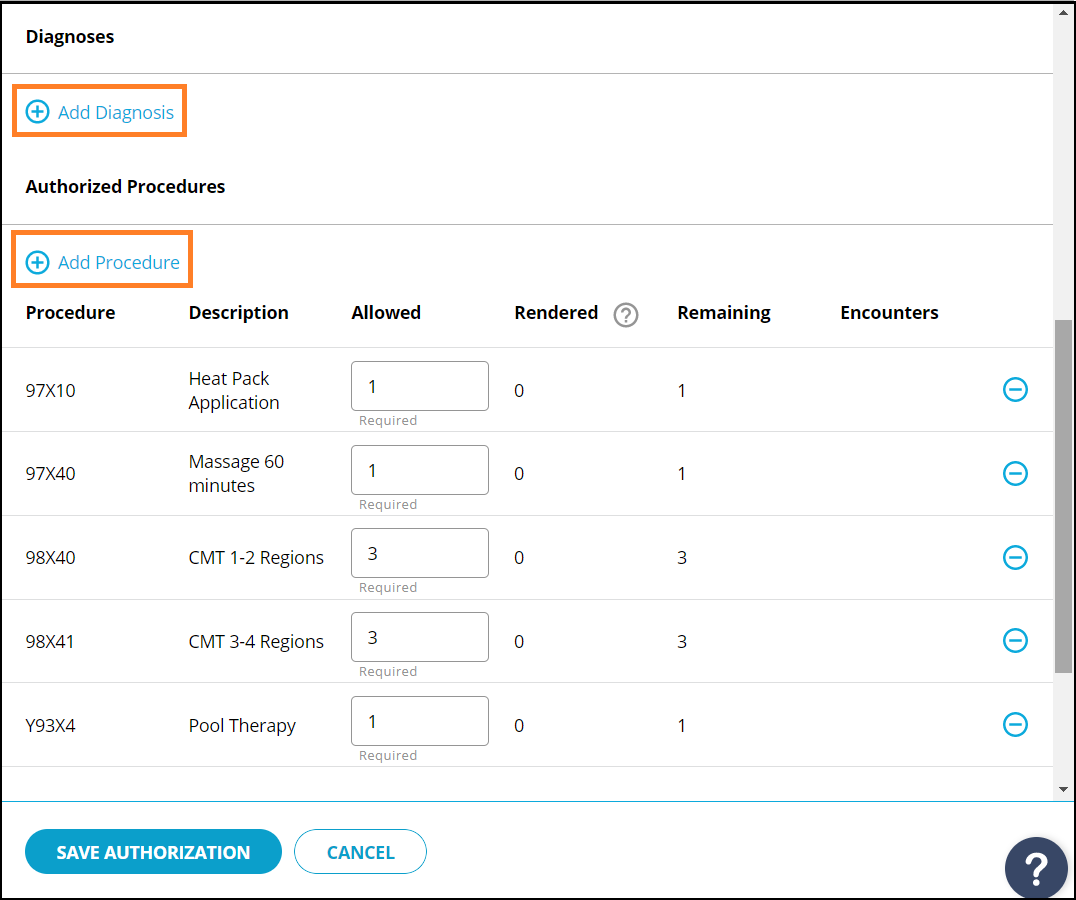 Diagnoses
Add Diagnosis
Authorized Procedures
Add Procedure
Procedure Description Allowed Rendered ? Remaining Encounters
97X10 Heat Pack Application 1 0 1
Required
97X40 Massage 60 minutes 1 0 1
Required
98X40 CMT 1-2 Regions 3 0 3
Required
98X41 CMT 3-4 Regions 3 0 3
Required
Y93X4 Pool Therapy 1 0 1
Required
SAVE AUTHORIZATION CANCEL ?